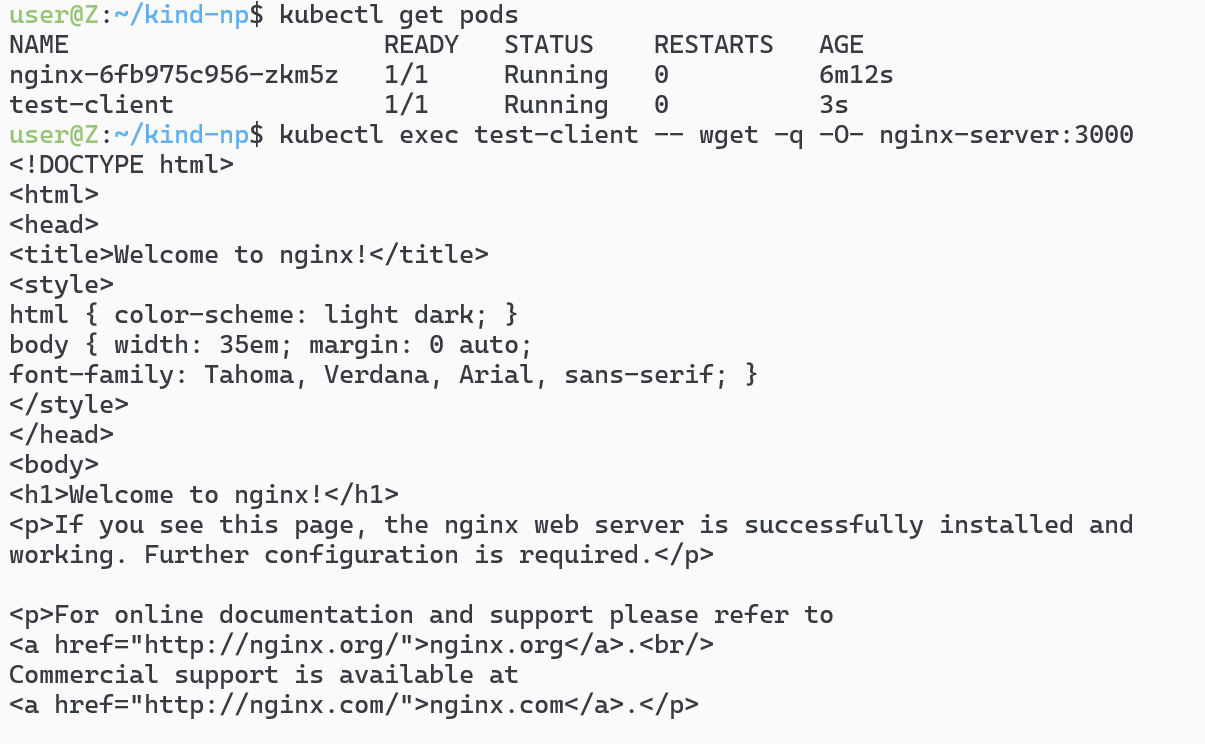 user@Z:~/kind-np$ kubectl get pods
NAME                     READY   STATUS    RESTARTS   AGE
nginx-6fb975c956-zkm5z   1/1     Running   0          6m12s
test-client              1/1     Running   0          3s
user@Z:~/kind-np$ kubectl exec test-client -- wget -q -O- nginx-server:3000
<!DOCTYPE html>
<html>
<head>
<title>Welcome to nginx!</title>
<style>
html { color-scheme: light dark; }
body { width: 35em; margin: 0 auto;
font-family: Tahoma, Verdana, Arial, sans-serif; }
</style>
</head>
<body>
<h1>Welcome to nginx!</h1>
<p>If you see this page, the nginx web server is successfully installed and
working. Further configuration is required.</p>

<p>For online documentation and support please refer to
<a href="http://nginx.org/">nginx.org</a>.<br/>
Commercial support is available at
<a href="http://nginx.com/">nginx.com</a>.</p>